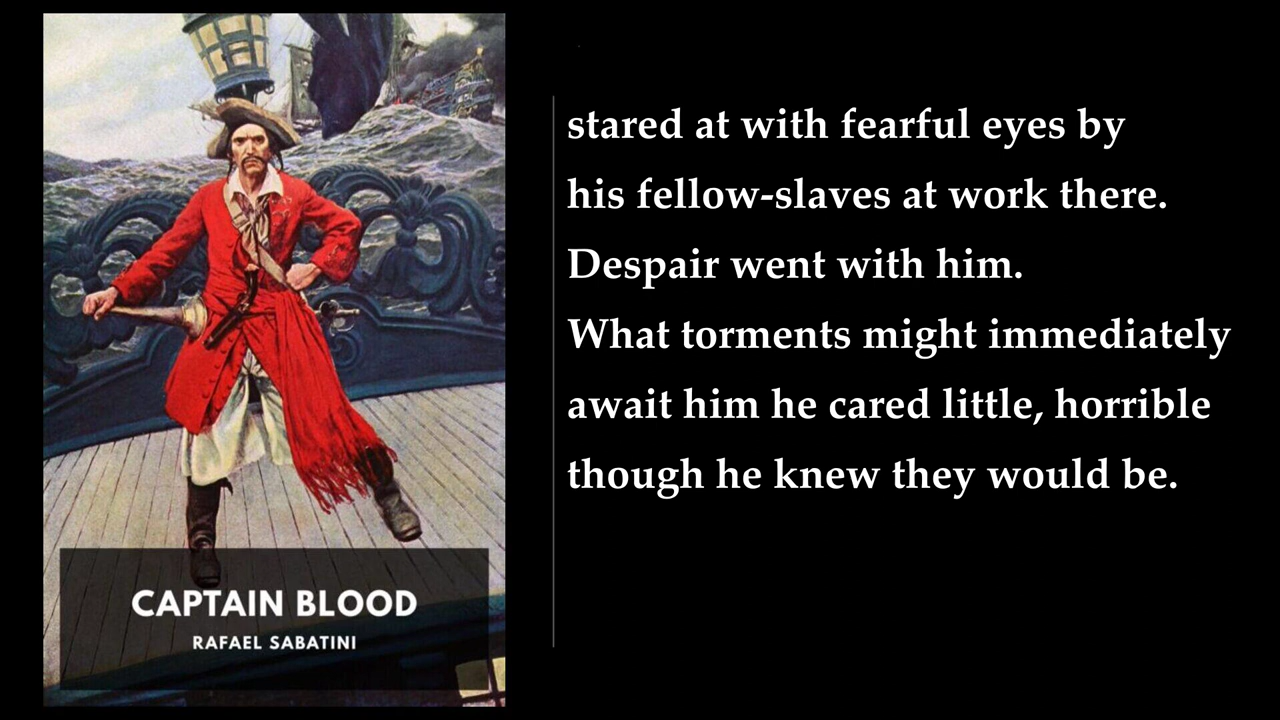 stared at with fearful eyes by
his fellow-slaves at work there.
Despair went with him.
What torments might immediately
await him he cared little, horrible
though he knew they would be.
CAPTAIN BLOOD
RAFAEL SABATINI